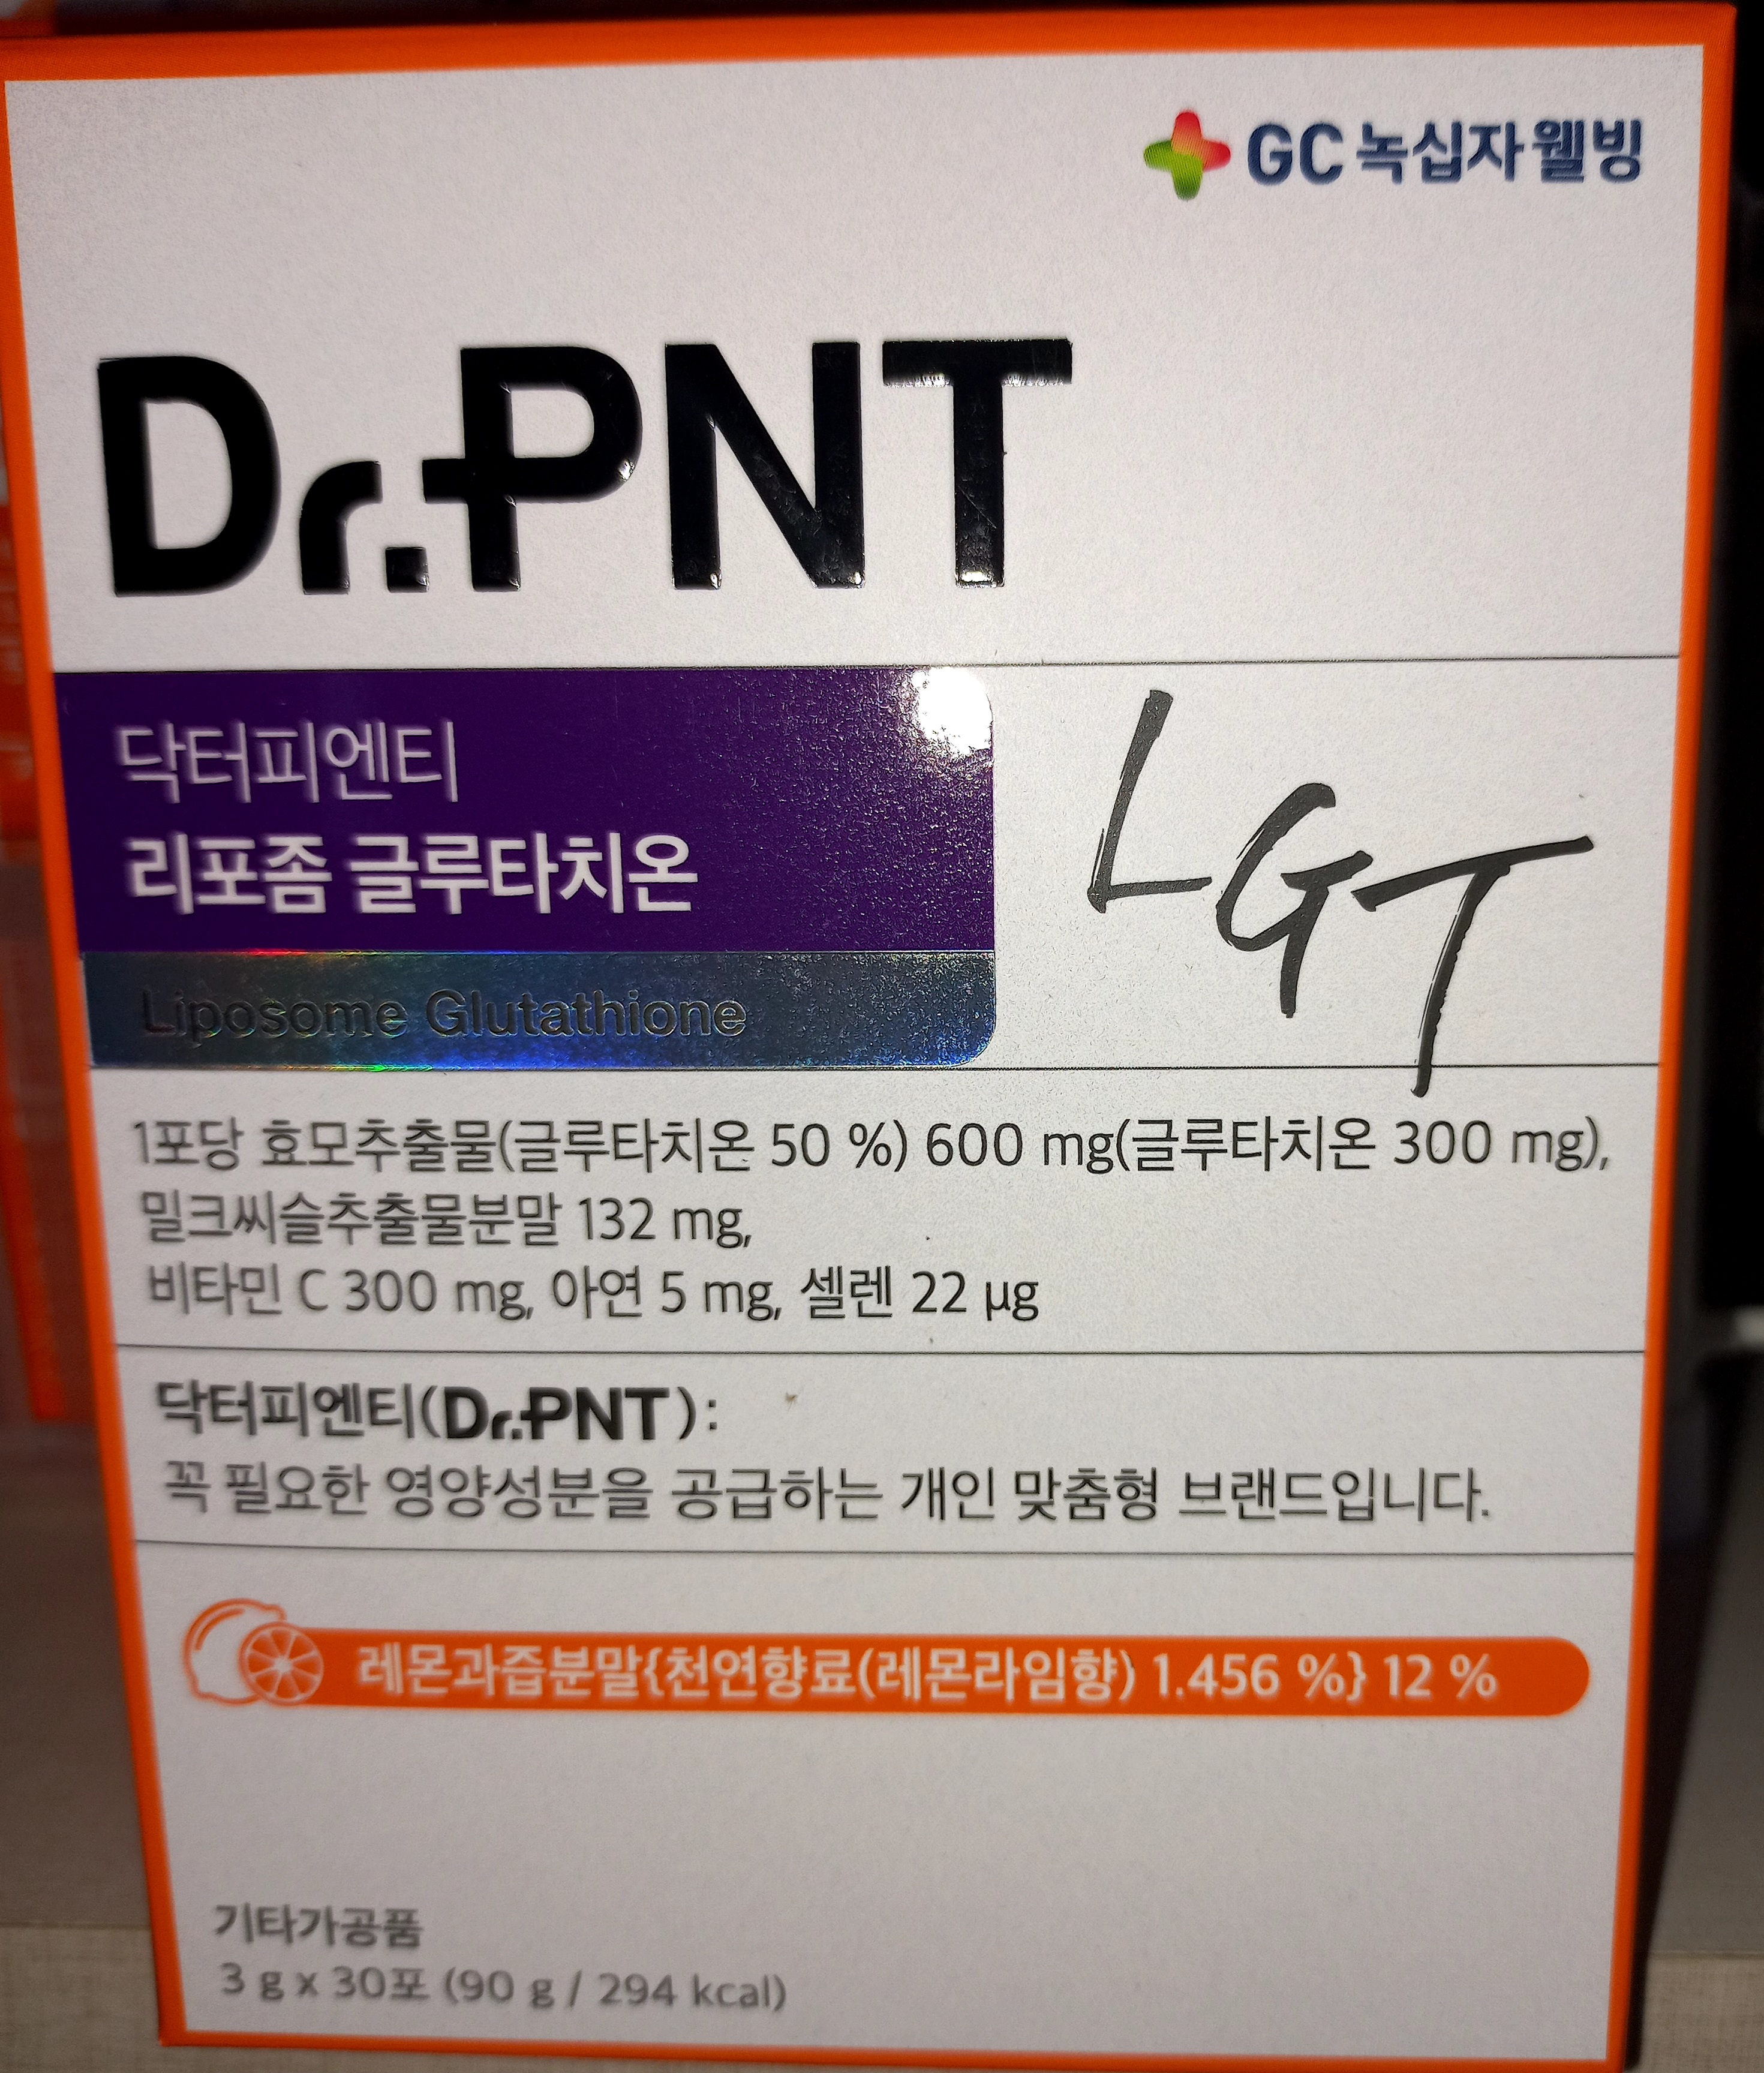 GC 녹십자웰빙
Dr.PNT
닥터피엔티
리포좀 글루타치온
Liposome Glutathione
LGT
1포당 효모추출물(글루타치온 50 %) 600 mg(글루타치온 300 mg),
밀크씨슬추출물분말 132 mg,
비타민 C 300 mg, 아연 5 mg, 셀렌 22 µg
닥터피엔티(Dr.PNT):
꼭 필요한 영양성분을 공급하는 개인 맞춤형 브랜드입니다.
레몬과즙분말{천연향료(레몬라임향) 1.456 %} 12 %
기타가공품
3 g x 30포 (90 g / 294 kcal)